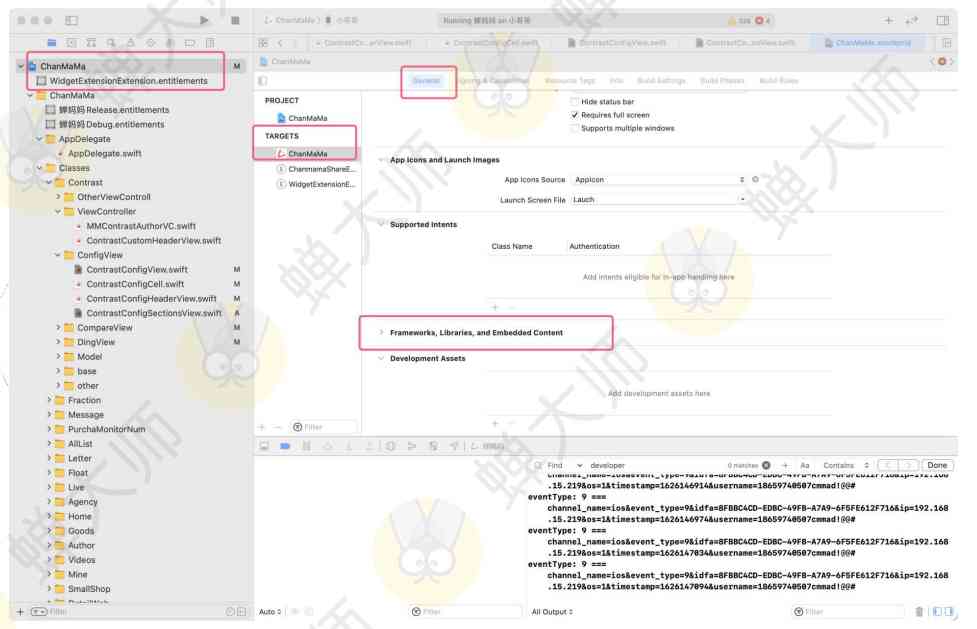 ChanMaMa 小哥哥
Running 蝉妈妈 on 小哥哥
326 4
ContrastConfigCell.swift
ContrastConfigView.swift
ChanMaMa.xcodeproj
ChanMaMa M
WidgetExtensionExtension.entitlements
ChanMaMa
蝉妈妈Release.entitlements
蝉妈妈Debug.entitlements
AppDelegate
AppDelegate.swift
Classes
Contrast
OtherViewControll
ViewController
MMContrastAuthorVC.swift
ContrastCustomHeaderView.swift
ConfigView
ContrastConfigView.swift M
ContrastConfigCell.swift M
ContrastConfigHeaderView.swift M
ContrastConfigSectionsView.swift A
CompareView M
DingView M
Model
base
other
Fraction
Message
PurchaMonitorNum
AllList
Letter
Float
Live
Agency
Home
Goods
Author
Videos
Mine
SmallShop
Filter
ChanMaMa
General Signing & Capabilities Resource Tags Info Build Settings Build Phases Build Rules
PROJECT
ChanMaMa
TARGETS
ChanMaMa
ChanmamaShareE...
WidgetExtensionE...
Filter
Hide status bar
Requires full screen
Supports multiple windows
App Icons and Launch Images
App Icons Source AppIcon
Launch Screen File Lauch
Supported Intents
Class Name Authentication
Add intents eligible for in-app handling here
Frameworks, Libraries, and Embedded Content
Development Assets
Add development assets here
蝉妈妈
Find developer 0 matches Aa Contains Done
channel_name=ios&event_type=9&idfa=8FBBC4CD-EDBC-49FB-A7A9-6F5FE612F716&ip=192.168
.15.219&os=1&timestamp=1626146914&username=18659740507cmmad!@@#
eventType: 9 ===
channel_name=ios&event_type=9&idfa=8FBBC4CD-EDBC-49FB-A7A9-6F5FE612F716&ip=192.168
.15.219&os=1&timestamp=1626146974&username=18659740507cmmad!@@#
eventType: 9 ===
channel_name=ios&event_type=9&idfa=8FBBC4CD-EDBC-49FB-A7A9-6F5FE612F716&ip=192.168
.15.219&os=1&timestamp=1626147034&username=18659740507cmmad!@@#
eventType: 9 ===
channel_name=ios&event_type=9&idfa=8FBBC4CD-EDBC-49FB-A7A9-6F5FE612F716&ip=192.168
.15.219&os=1&timestamp=1626147094&username=18659740507cmmad!@@#
Auto Filter All Output Filter
蝉大师
蝉大师
蝉大师
蝉大师
蝉大师